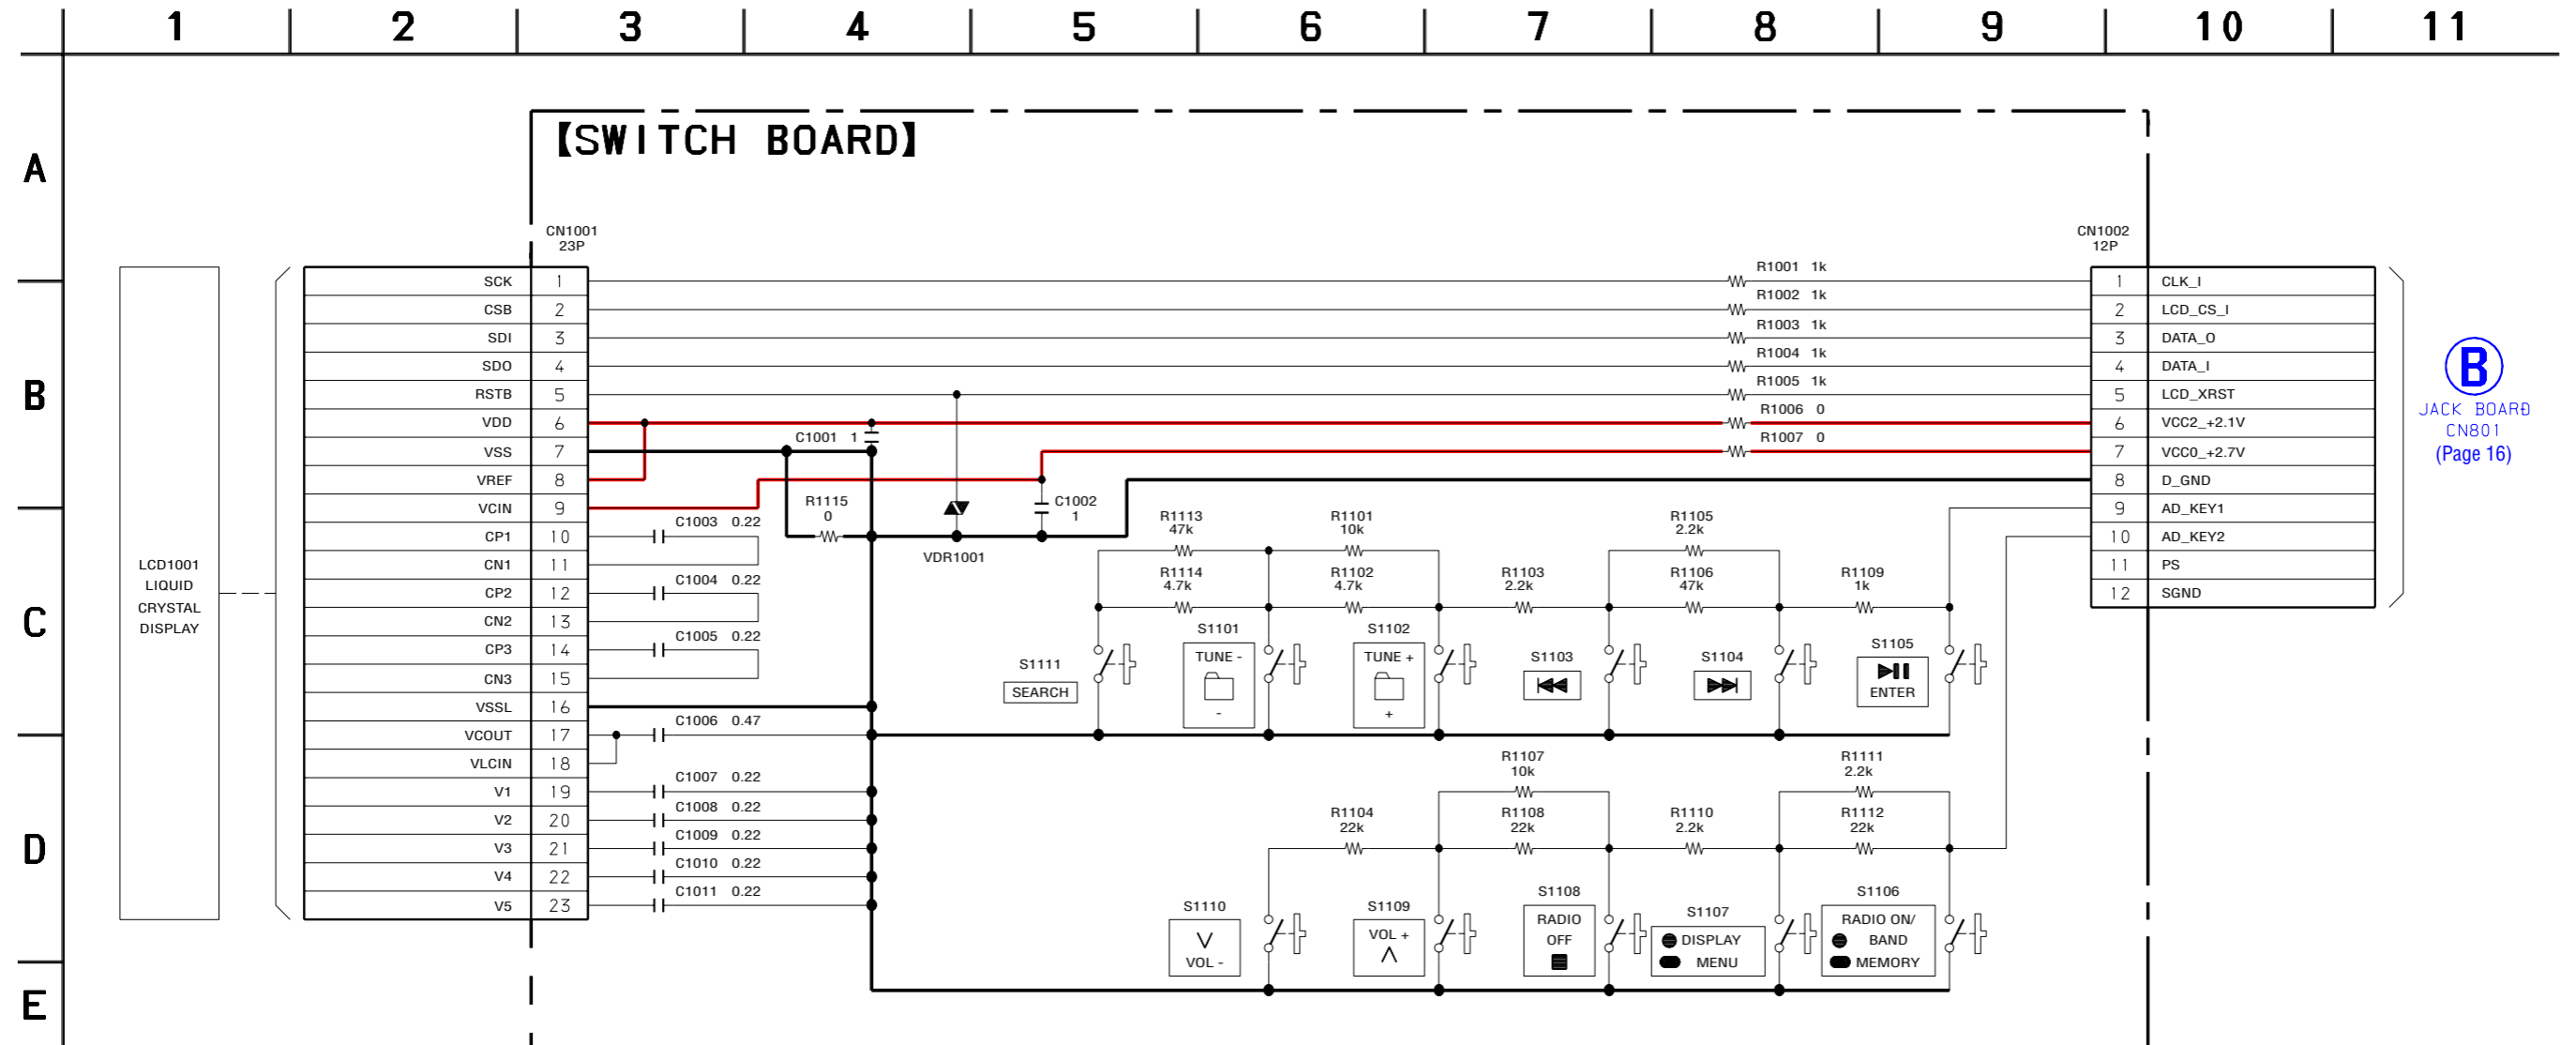 1 2 3 4 5 6 7 8 9 10 11
A
B
C
D
E
【SWITCH BOARD】
CN1001
23P
SCK 1
CSB 2
SDI 3
SDO 4
RSTB 5
VDD 6
VSS 7
VREF 8
VCIN 9
CP1 10
CN1 11
CP2 12
CN2 13
CP3 14
CN3 15
VSSL 16
VCOUT 17
VLCIN 18
V1 19
V2 20
V3 21
V4 22
V5 23
LCD1001
LIQUID
CRYSTAL
DISPLAY
R1001 1k
R1002 1k
R1003 1k
R1004 1k
R1005 1k
R1006 0
R1007 0
C1001 1
R1115
0
C1002
1
VDR1001
C1003 0.22
C1004 0.22
C1005 0.22
C1006 0.47
C1007 0.22
C1008 0.22
C1009 0.22
C1010 0.22
C1011 0.22
R1113
47k
R1101
10k
R1105
2.2k
R1114
4.7k
R1102
4.7k
R1103
2.2k
R1106
47k
R1109
1k
S1111
SEARCH
S1101
TUNE -
-
S1102
TUNE +
+
S1103
S1104
S1105
ENTER
R1107
10k
R1111
2.2k
R1104
22k
R1108
22k
R1110
2.2k
R1112
22k
S1110
VOL -
S1109
VOL +
S1108
RADIO
OFF
S1107
DISPLAY
MENU
S1106
RADIO ON/
BAND
MEMORY
CN1002
12P
1 CLK_I
2 LCD_CS_I
3 DATA_O
4 DATA_I
5 LCD_XRST
6 VCC2_+2.1V
7 VCC0_+2.7V
8 D_GND
9 AD_KEY1
10 AD_KEY2
11 PS
12 SGND
B
JACK BOARD
CN801
(Page 16)